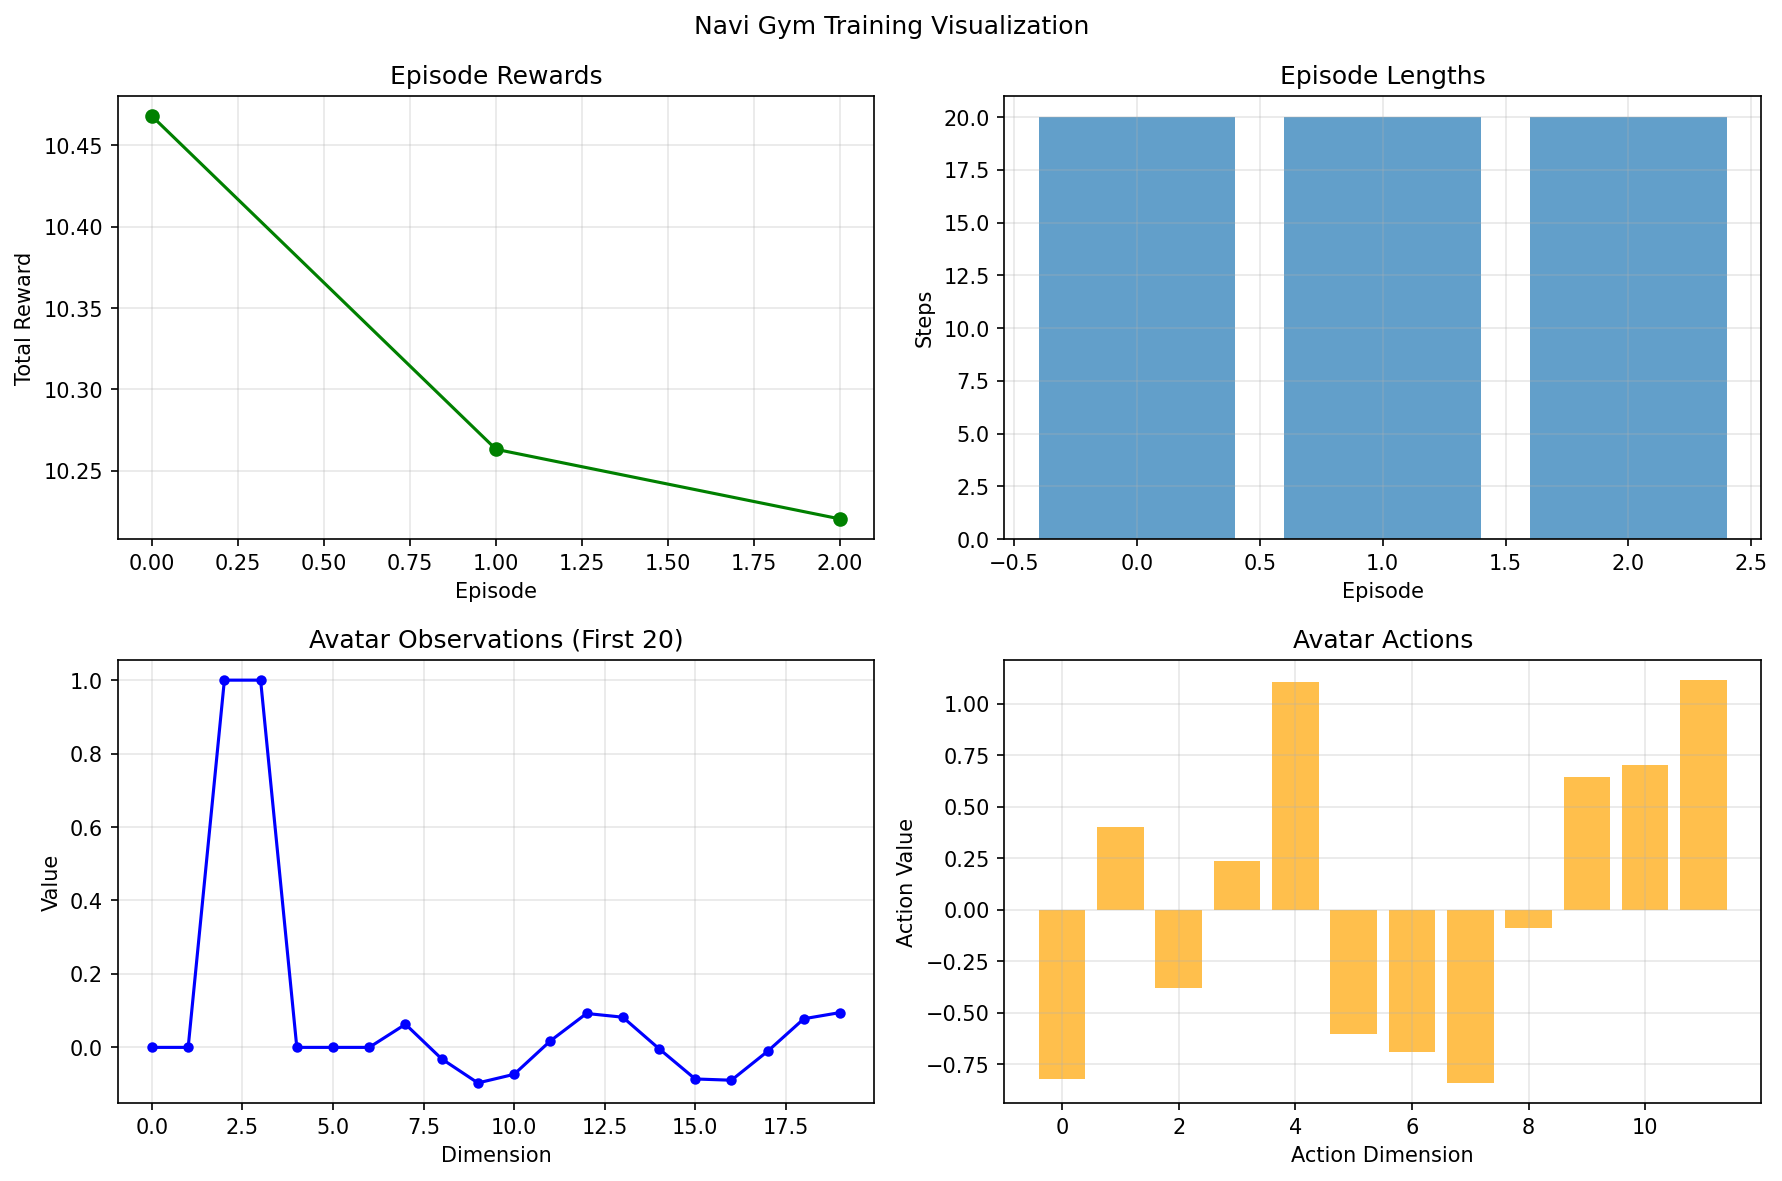 Navi Gym Training Visualization
Episode Rewards
Total Reward
10.45
10.40
10.35
10.30
10.25
0.00 0.25 0.50 0.75 1.00 1.25 1.50 1.75 2.00
Episode
Episode Lengths
Steps
20.0
17.5
15.0
12.5
10.0
7.5
5.0
2.5
0.0
−0.5 0.0 0.5 1.0 1.5 2.0 2.5
Episode
Avatar Observations (First 20)
Value
1.0
0.8
0.6
0.4
0.2
0.0
0.0 2.5 5.0 7.5 10.0 12.5 15.0 17.5
Dimension
Avatar Actions
Action Value
1.00
0.75
0.50
0.25
0.00
−0.25
−0.50
−0.75
0 2 4 6 8 10
Action Dimension